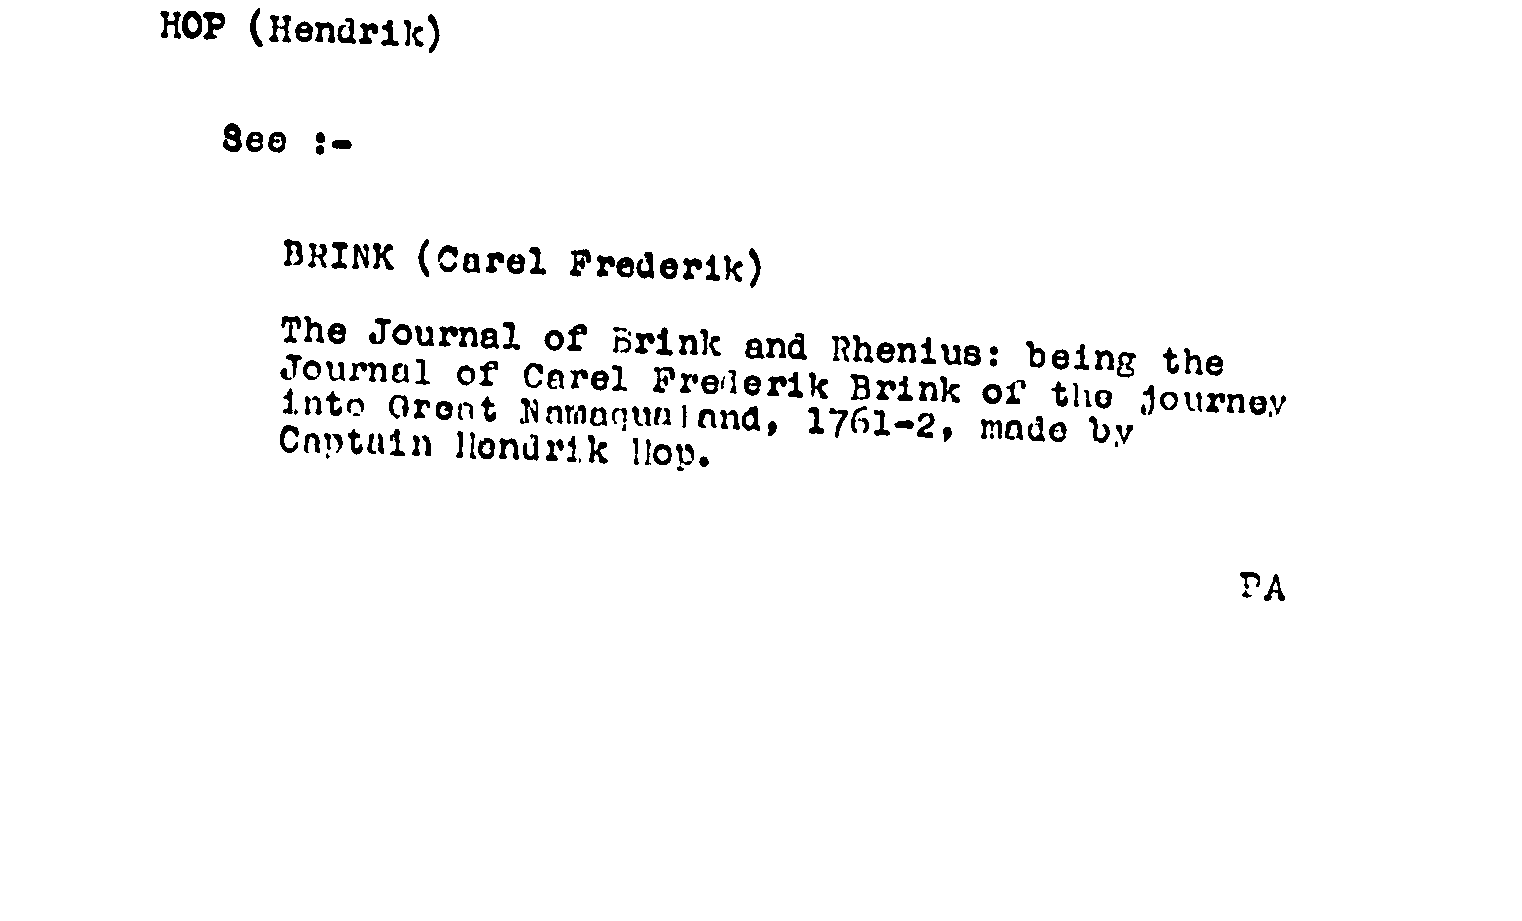 HOP (Hendrik)
See :-
BRINK (Carel Frederik)
The Journal of Brink and Rhenius: being the
Journal of Carel Frederik Brink of the journey
into Great Namaqualand, 1761-2, made by
Captain Hendrik Hop.
PA